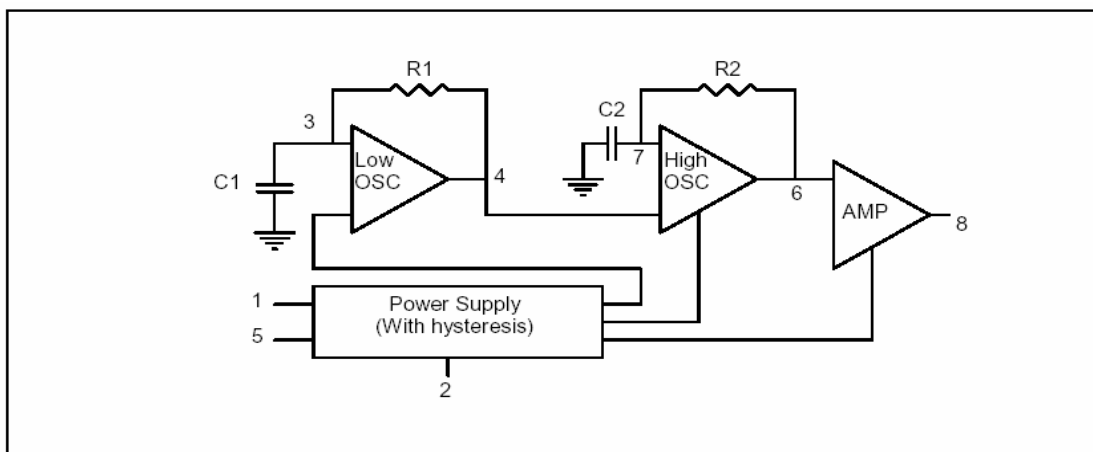 R1
R2
C2
3
7
Low
OSC
High
OSC
C1
4
6
AMP
8
1
Power Supply
(With hysteresis)
5
2